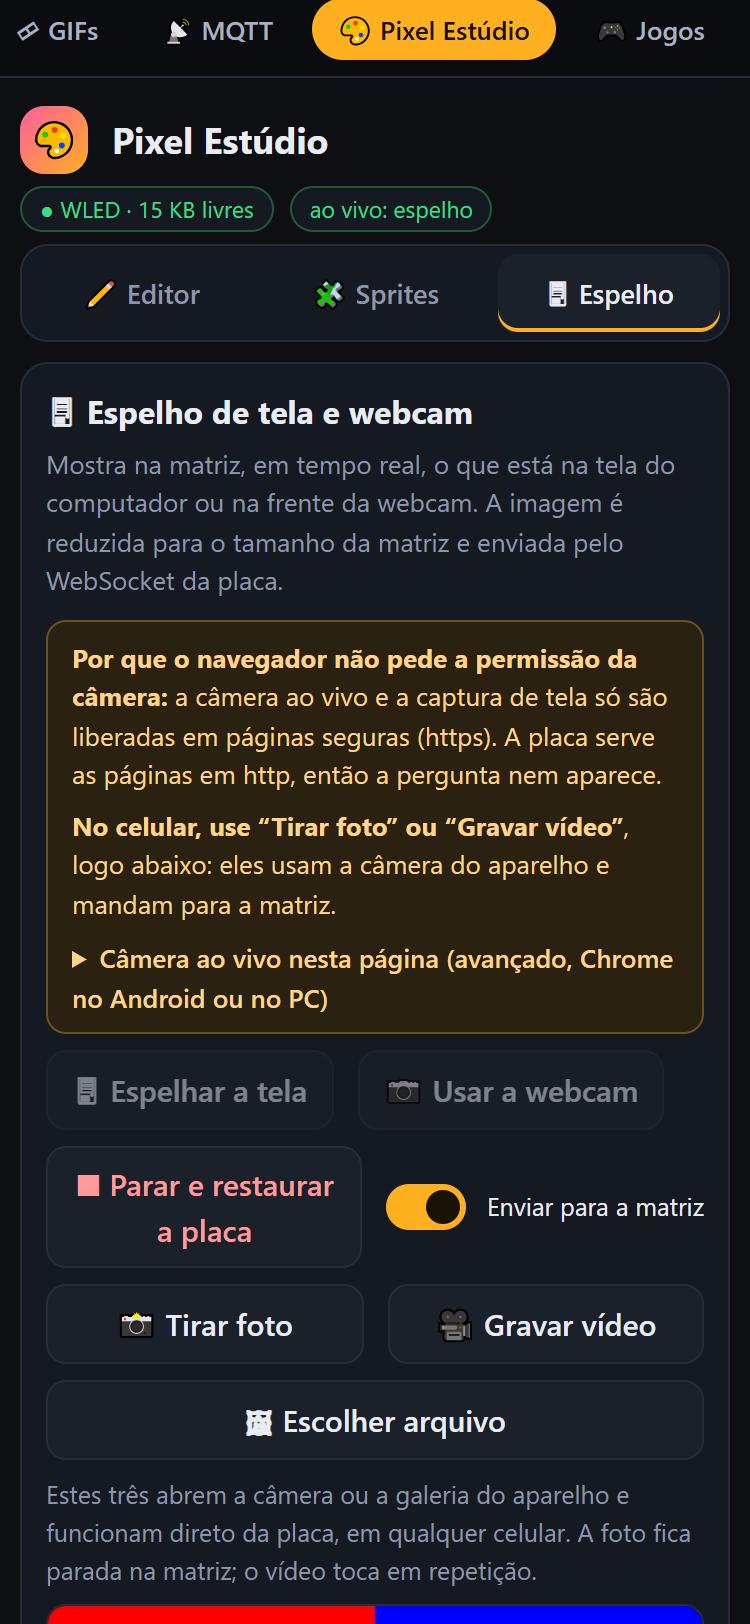 GIFs
MQTT
Pixel Estúdio
Jogos
Pixel Estúdio
● WLED · 15 KB livres
ao vivo: espelho
Editor
Sprites
Espelho
Espelho de tela e webcam
Mostra na matriz, em tempo real, o que está na tela do
computador ou na frente da webcam. A imagem é
reduzida para o tamanho da matriz e enviada pelo
WebSocket da placa.
Por que o navegador não pede a permissão da
câmera: a câmera ao vivo e a captura de tela só são
liberadas em páginas seguras (https). A placa serve
as páginas em http, então a pergunta nem aparece.
No celular, use “Tirar foto” ou “Gravar vídeo”,
logo abaixo: eles usam a câmera do aparelho e
mandam para a matriz.
▶ Câmera ao vivo nesta página (avançado, Chrome
no Android ou no PC)
Espelhar a tela
Usar a webcam
■ Parar e restaurar
a placa
Enviar para a matriz
Tirar foto
Gravar vídeo
Escolher arquivo
Estes três abrem a câmera ou a galeria do aparelho e
funcionam direto da placa, em qualquer celular. A foto fica
parada na matriz; o vídeo toca em repetição.